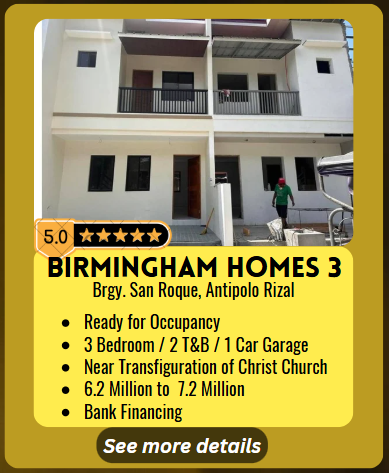 5.0
BIRMINGHAM HOMES 3
Brgy. San Roque, Antipolo Rizal
• Ready for Occupancy
• 3 Bedroom / 2 T&B / 1 Car Garage
• Near Transfiguration of Christ Church
• 6.2 Million to 7.2 Million
• Bank Financing
See more details